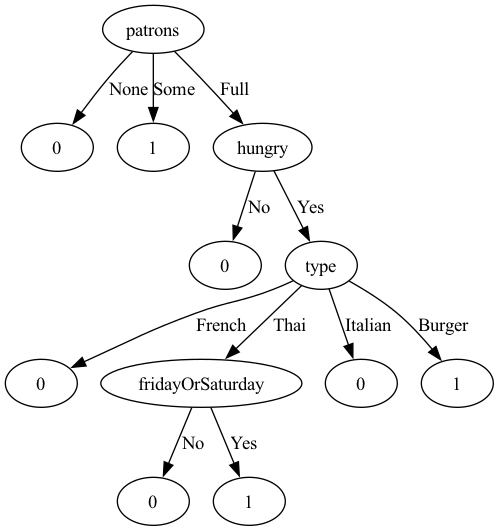 patrons
None Some Full
0 1 hungry
No Yes
0 type
French Thai Italian Burger
0 fridayOrSaturday 0 1
No Yes
0 1